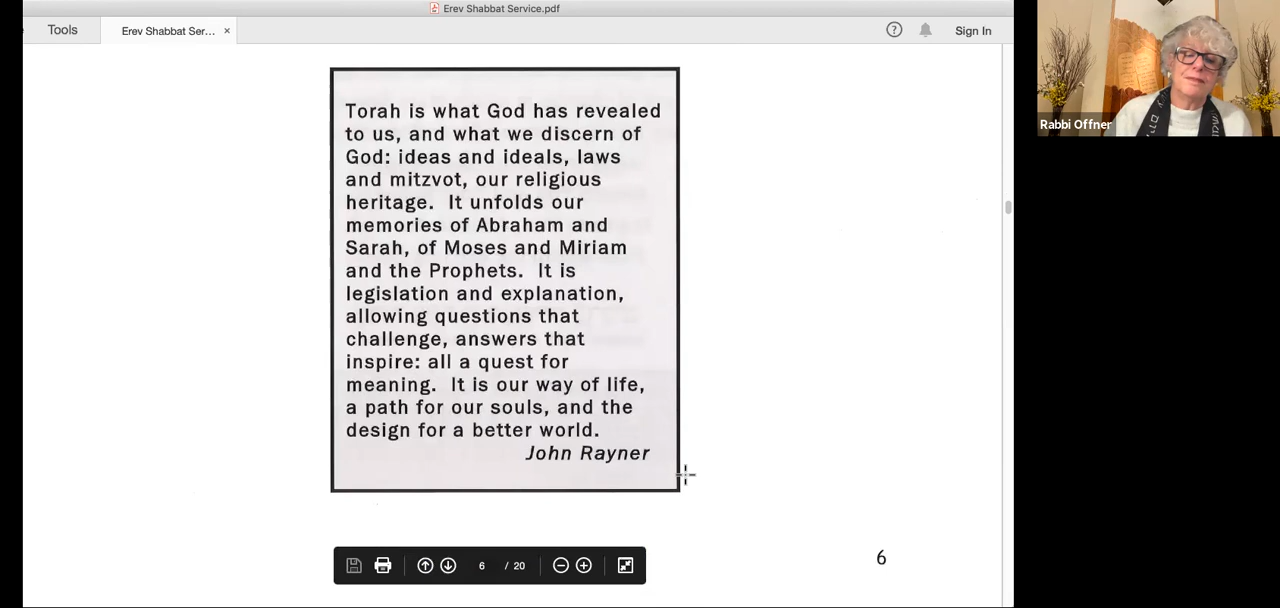 Erev Shabbat Service.pdf
Tools
Erev Shabbat Ser... ×
Sign In
Torah is what God has revealed
to us, and what we discern of
God: ideas and ideals, laws
and mitzvot, our religious
heritage. It unfolds our
memories of Abraham and
Sarah, of Moses and Miriam
and the Prophets. It is
legislation and explanation,
allowing questions that
challenge, answers that
inspire: all a quest for
meaning. It is our way of life,
a path for our souls, and the
design for a better world.
John Rayner
6 / 20
6
Rabbi Offner